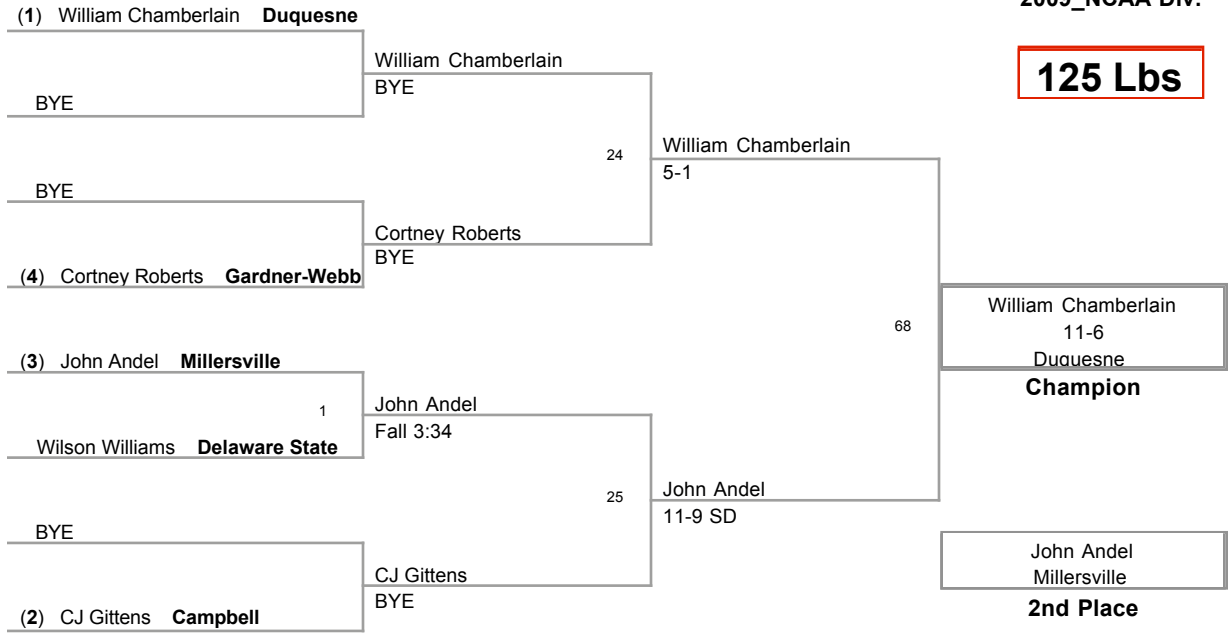 (1) William Chamberlain Duquesne
2009_NCAA Div.
125 Lbs
William Chamberlain
BYE
BYE
24
William Chamberlain
5-1
BYE
Cortney Roberts
BYE
(4) Cortney Roberts Gardner-Webb
68
William Chamberlain
11-6
Duquesne
Champion
(3) John Andel Millersville
1
John Andel
Fall 3:34
Wilson Williams Delaware State
25
John Andel
11-9 SD
BYE
CJ Gittens
BYE
(2) CJ Gittens Campbell
John Andel
Millersville
2nd Place